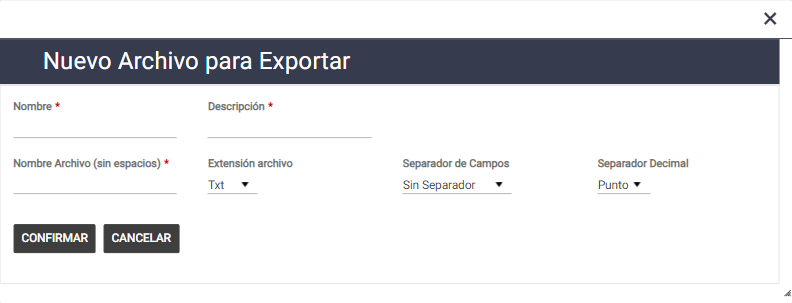 Nuevo Archivo para Exportar
Nombre *
Descripción *
Nombre Archivo (sin espacios) *
Extensión archivo
Separador de Campos
Separador Decimal
Txt
Sin Separador
Punto
CONFIRMAR
CANCELAR